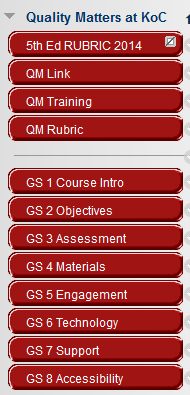 Quality Matters at KoC
5th Ed RUBRIC 2014
QM Link
QM Training
QM Rubric
GS 1 Course Intro
GS 2 Objectives
GS 3 Assessment
GS 4 Materials
GS 5 Engagement
GS 6 Technology
GS 7 Support
GS 8 Accessibility